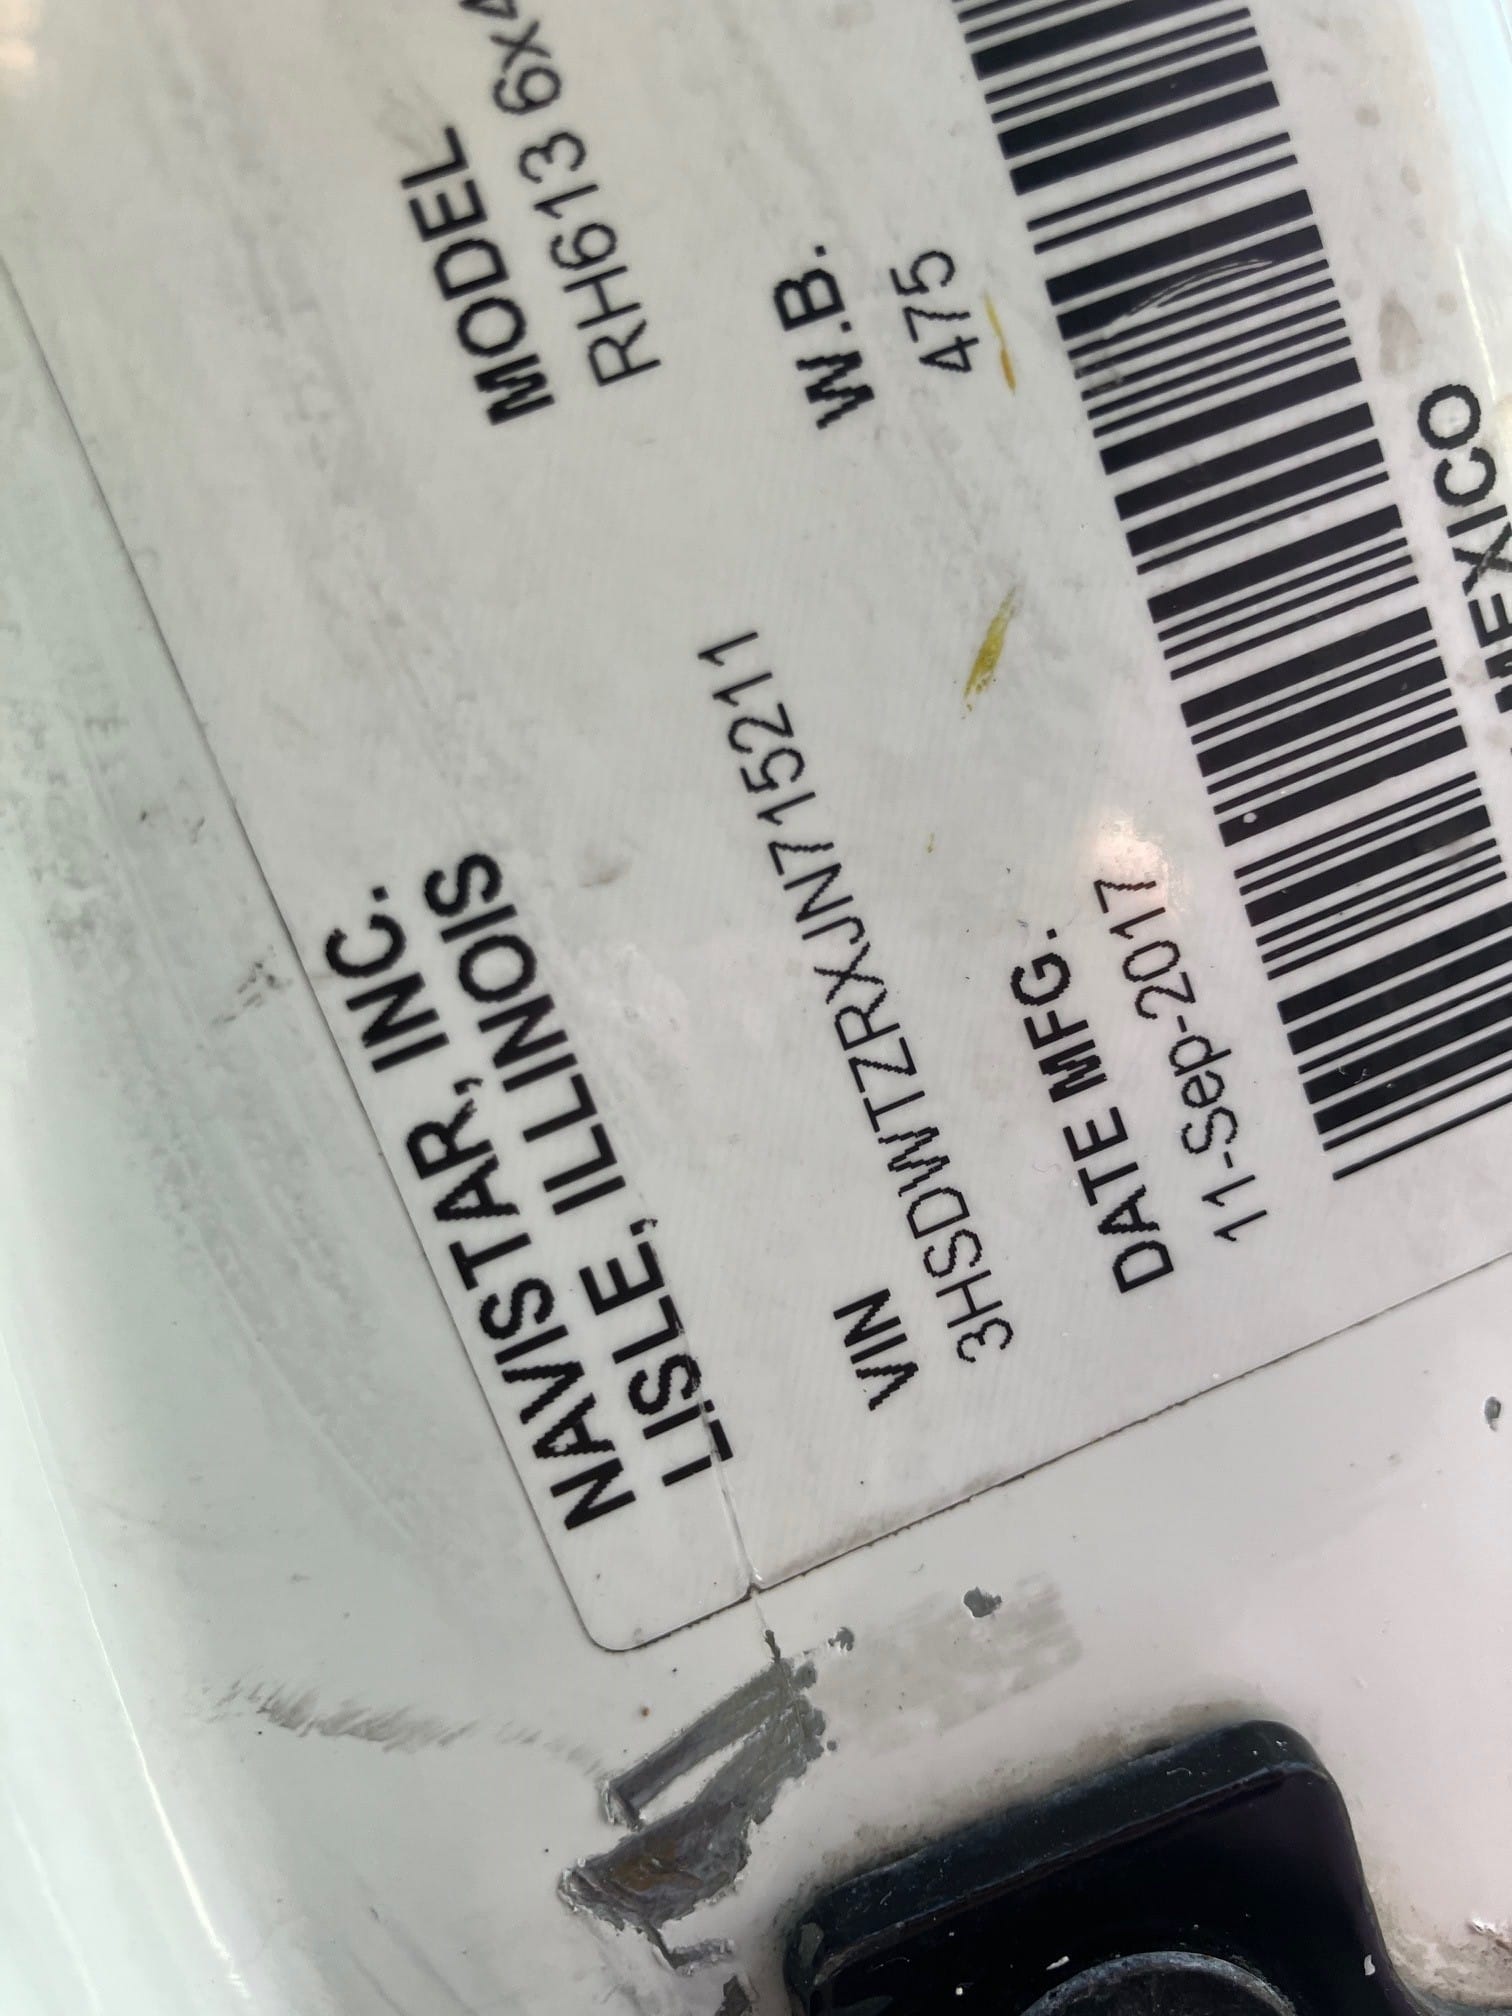 NAVISTAR, INC.
LISLE, ILLINOIS
MODEL
RH613 6x4
VIN
3HSDWTZRXJN715211
W.B.
475
DATE MFG.
11-Sep-2017
MEXICO